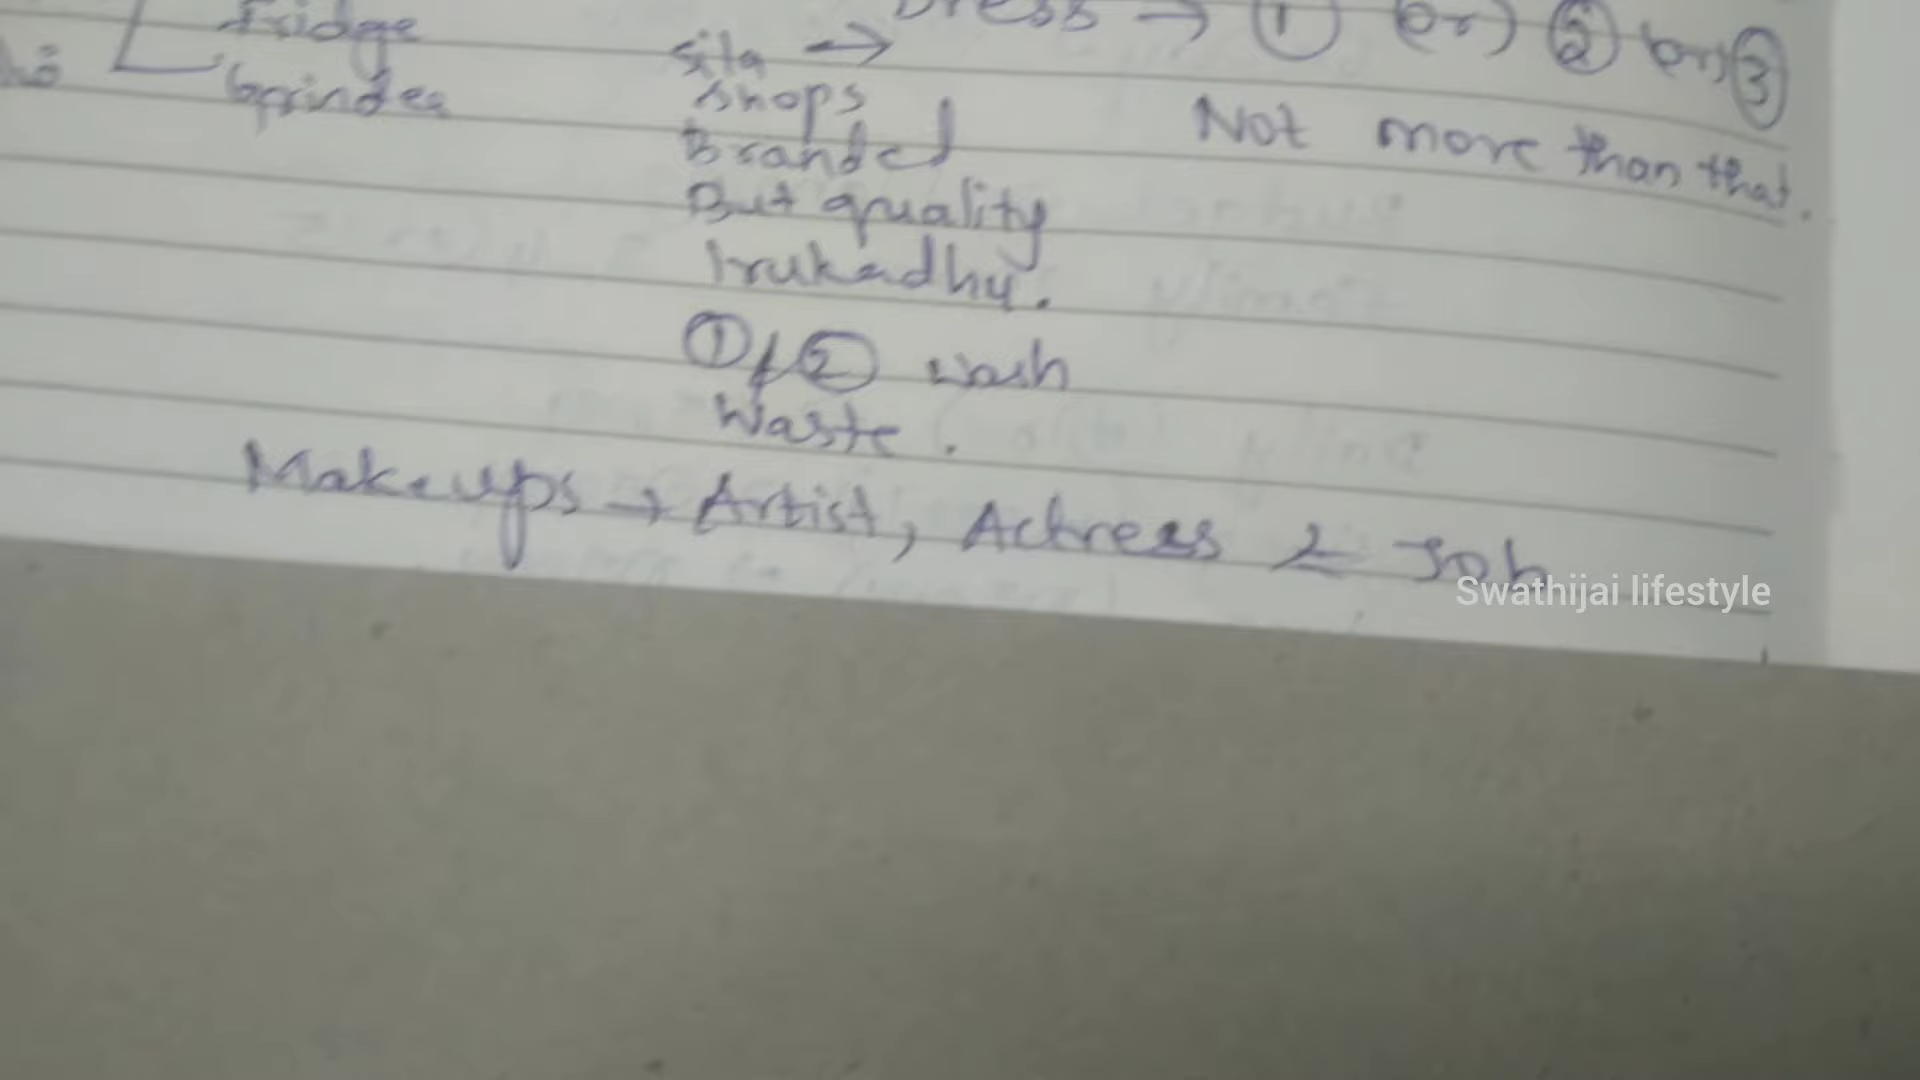 Fridge
Grinder
Dress → ① (or) ② (or) ③
Not more than that.
sila →
shops
Branded
But quality
Irukadhu.
① / ② wash
Waste.
Makeups → Artist, Actress & Job
Swathijai lifestyle